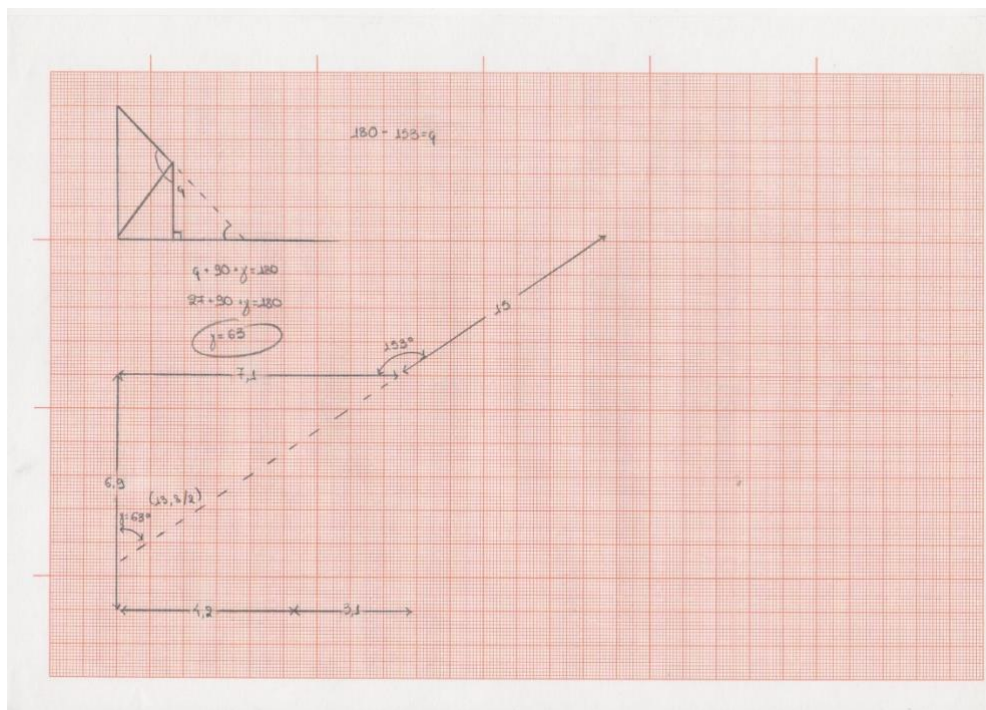 180 - 153=φ
φ
γ
φ+90+γ=180
27+90+γ=180
γ=63
15
153°
7,1
6,9
(13,3/2)
γ=63°
4,2
3,1